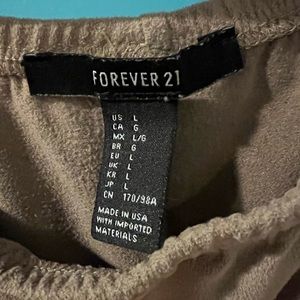 FOREVER 21
US L
CA G
MX L/G
BR G
EU L
UK L
KR L
JP L
CN 170/98A
MADE IN USA
WITH IMPORTED
MATERIALS